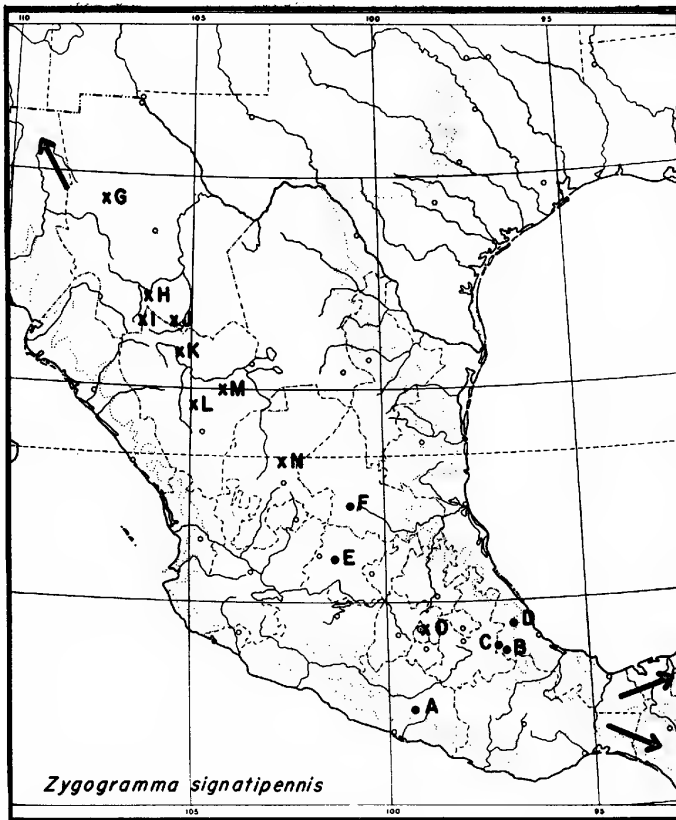 110 105 100 95
x G
x H
x I x J
x K
x M
x L
x N
F
E
D
x O
C B
A
Zygogramma signatipennis
105 100 95